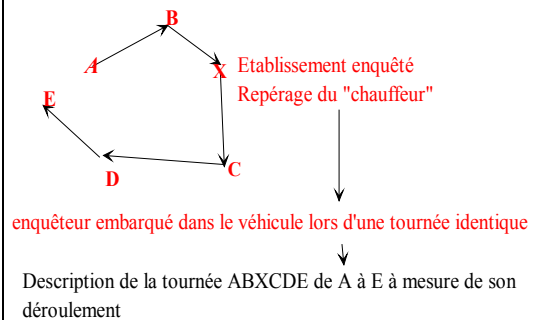 B
A
X Etablissement enquêté
Repérage du "chauffeur"
E
C
D
enquêteur embarqué dans le véhicule lors d'une tournée identique
Description de la tournée ABXCDE de A à E à mesure de son
déroulement